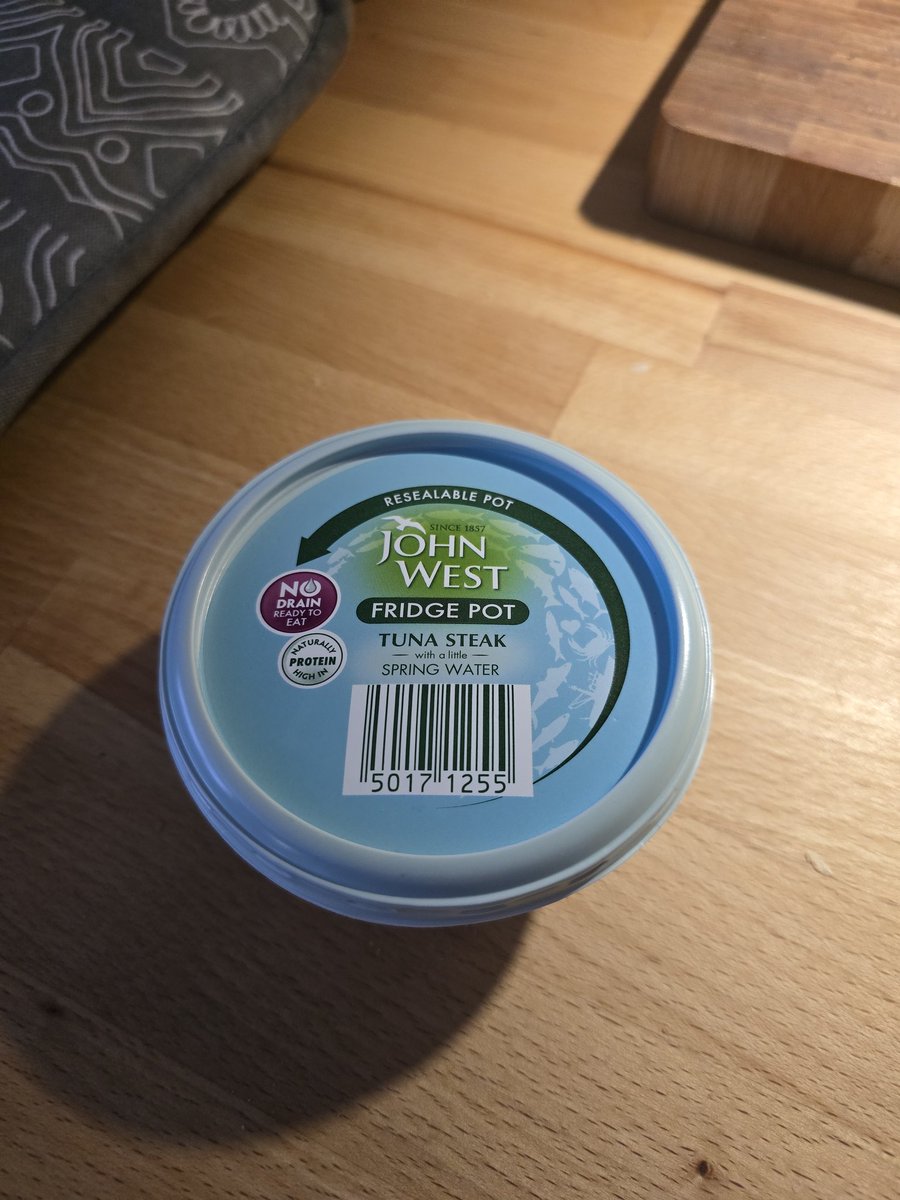 RESEALABLE POT
SINCE 1857
JOHN
WEST
FRIDGE POT
TUNA STEAK
with a little
SPRING WATER
NO
DRAIN
READY TO
EAT
NATURALLY
PROTEIN
HIGH IN
5017 1255